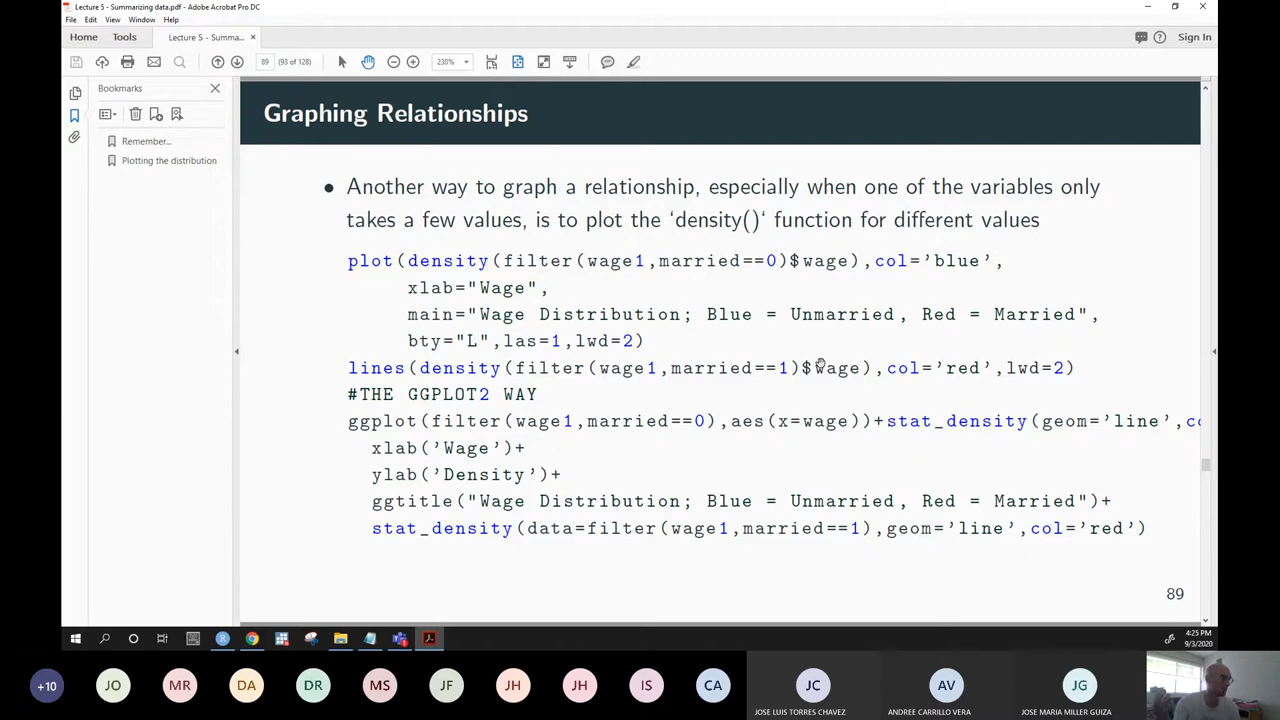 Lecture 5 - Summarizing data.pdf - Adobe Acrobat Pro DC
File Edit View Window Help
Home Tools Lecture 5 - Summa... × Sign In
89 (93 of 128) 230%
Bookmarks
Remember...
Plotting the distribution
Graphing Relationships
• Another way to graph a relationship, especially when one of the variables only
takes a few values, is to plot the ‘density()‘ function for different values
plot(density(filter(wage1,married==0)$wage),col='blue',
xlab="Wage",
main="Wage Distribution; Blue = Unmarried, Red = Married",
bty="L",las=1,lwd=2)
lines(density(filter(wage1,married==1)$wage),col='red',lwd=2)
#THE GGPLOT2 WAY
ggplot(filter(wage1,married==0),aes(x=wage))+stat_density(geom='line',co
xlab('Wage')+
ylab('Density')+
ggtitle("Wage Distribution; Blue = Unmarried, Red = Married")+
stat_density(data=filter(wage1,married==1),geom='line',col='red')
89
4:25 PM
9/3/2020
+10 JO MR DA DR MS JF JH JH IS CA JC AV JG
JOSE LUIS TORRES CHAVEZ ANDREE CARRILLO VERA JOSE MARIA MILLER GUIZA